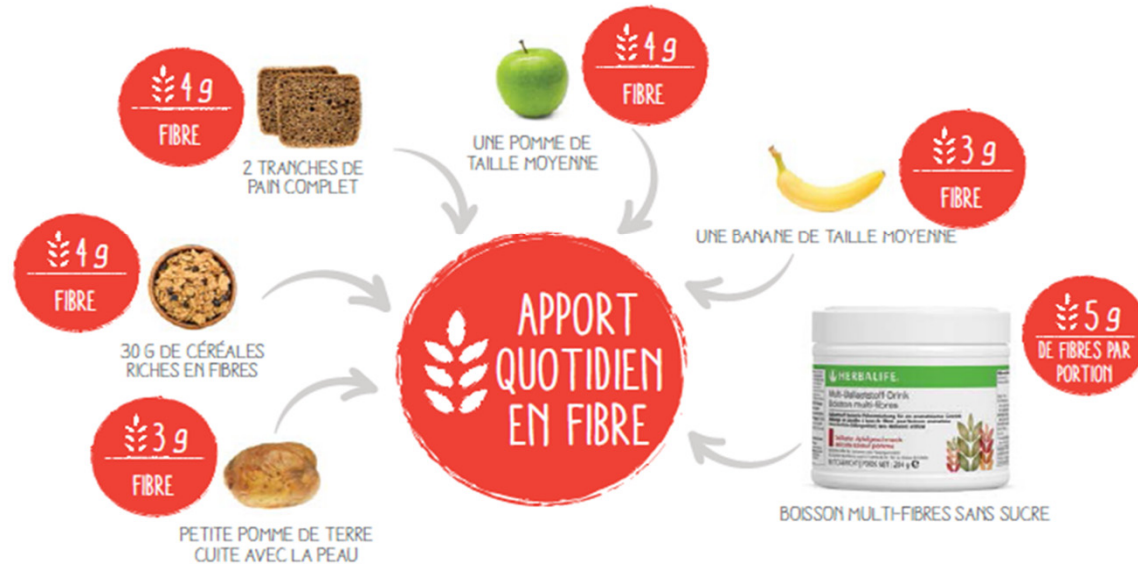 4 g
FIBRE
2 TRANCHES DE
PAIN COMPLET
UNE POMME DE
TAILLE MOYENNE
4 g
FIBRE
3 g
FIBRE
UNE BANANE DE TAILLE MOYENNE
4 g
FIBRE
30 G DE CÉRÉALES
RICHES EN FIBRES
APPORT
QUOTIDIEN
EN FIBRE
5 g
DE FIBRES PAR
PORTION
HERBALIFE.
Multi-Ballaststoff-Drink
Boisson multi-fibres
3 g
FIBRE
PETITE POMME DE TERRE
CUITE AVEC LA PEAU
BOISSON MULTI-FIBRES SANS SUCRE